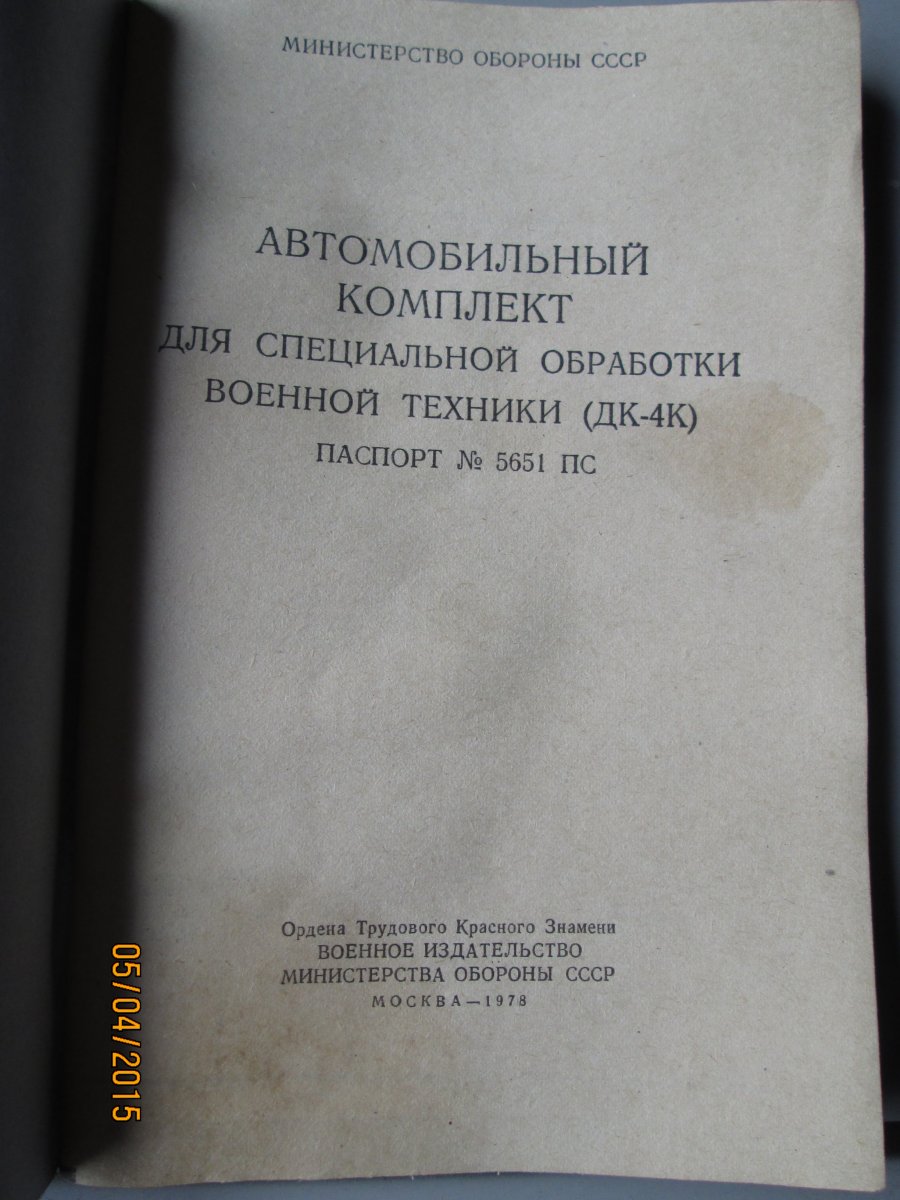 МИНИСТЕРСТВО ОБОРОНЫ СССР
АВТОМОБИЛЬНЫЙ
КОМПЛЕКТ
ДЛЯ СПЕЦИАЛЬНОЙ ОБРАБОТКИ
ВОЕННОЙ ТЕХНИКИ (ДК-4К)
ПАСПОРТ № 5651 ПС
Ордена Трудового Красного Знамени
ВОЕННОЕ ИЗДАТЕЛЬСТВО
МИНИСТЕРСТВА ОБОРОНЫ СССР
МОСКВА — 1978
05/04/2015